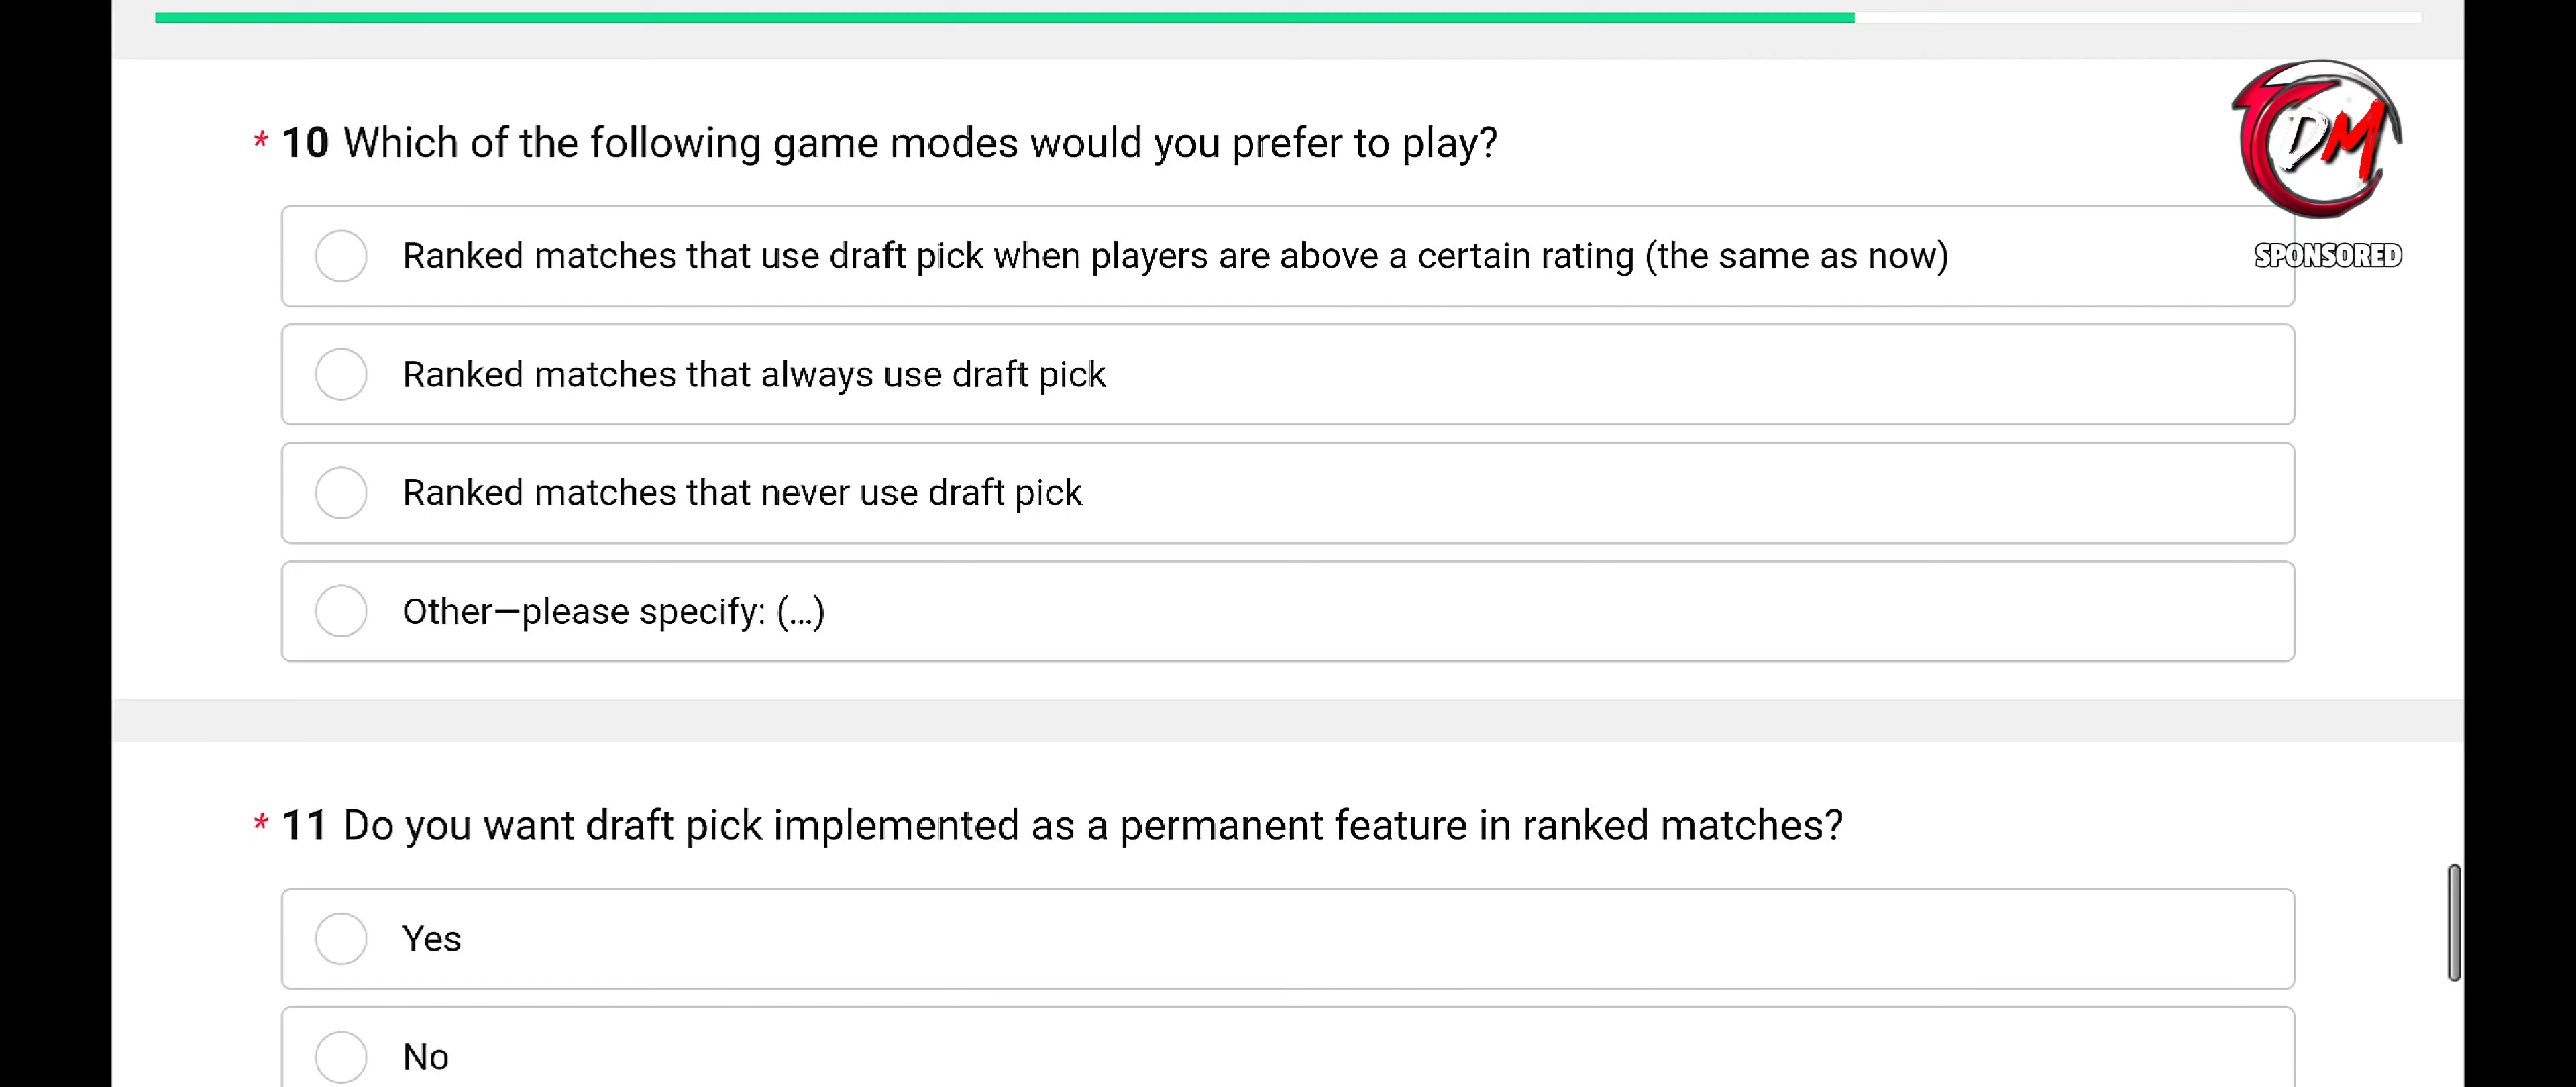 * 10 Which of the following game modes would you prefer to play?
DM
Ranked matches that use draft pick when players are above a certain rating (the same as now)
SPONSORED
Ranked matches that always use draft pick
Ranked matches that never use draft pick
Other—please specify: (...)
* 11 Do you want draft pick implemented as a permanent feature in ranked matches?
Yes
No